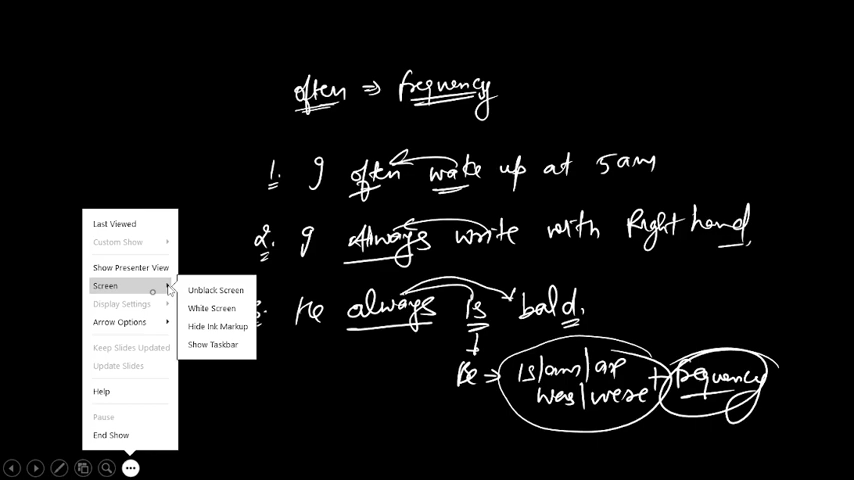 often ⇒ frequency
1. I often wake up at 5am
2. I Always write with Right hand.
3. He always is bald.
Be ⇒ is/am/are + frequency
was/were
Last Viewed
Custom Show
Show Presenter View
Screen
Display Settings
Arrow Options
Keep Slides Updated
Update Slides
Help
Pause
End Show
Unblack Screen
White Screen
Hide Ink Markup
Show Taskbar